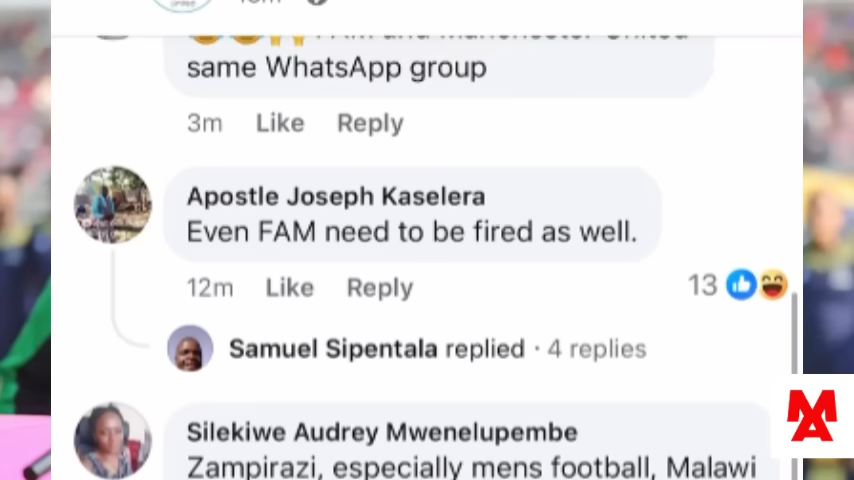 same WhatsApp group
3m Like Reply
Apostle Joseph Kaselera
Even FAM need to be fired as well.
12m Like Reply 13
Samuel Sipentala replied · 4 replies
Silekiwe Audrey Mwenelupembe
Zampirazi, especially mens football, Malawi
MA